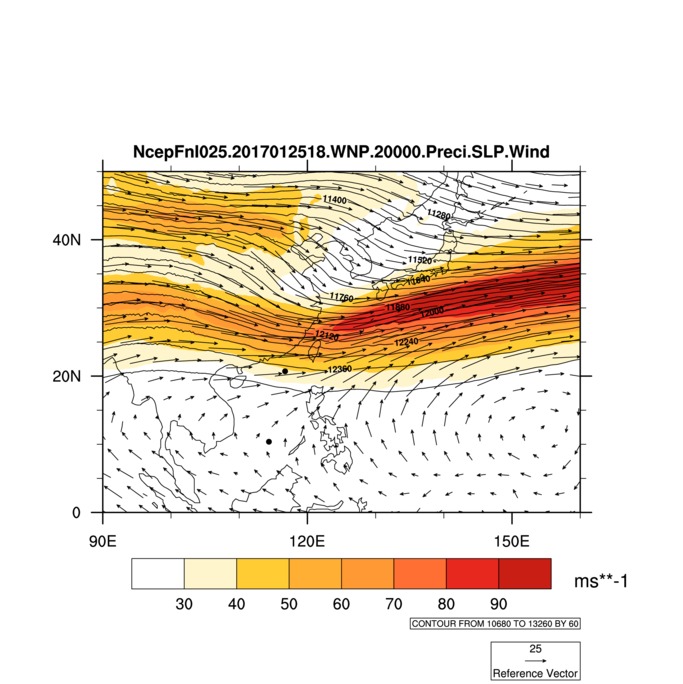 NcepFnl025.2017012518.WNP.20000.Preci.SLP.Wind
11400
11280
40N
11520
11640
11760
11880
12000
12120
12240
12360
20N
0
90E 120E 150E
30 40 50 60 70 80 90
ms**-1
CONTOUR FROM 10680 TO 13260 BY 60
25
Reference Vector